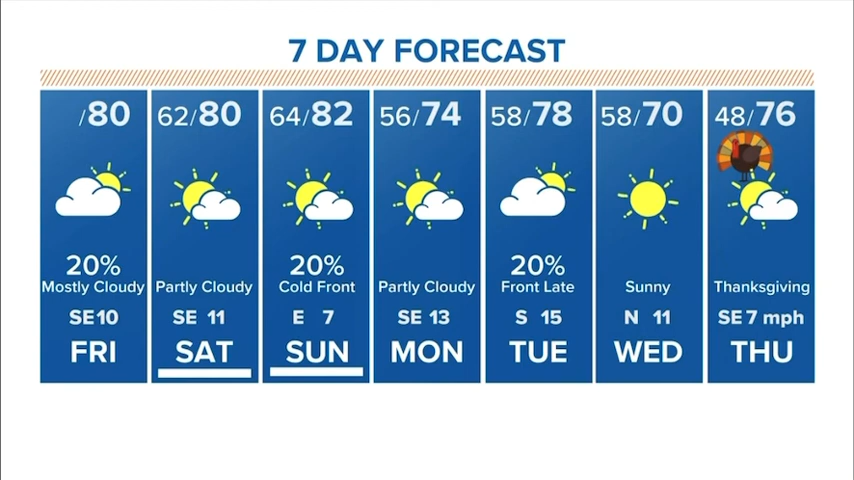 7 DAY FORECAST
/80 62/80 64/82 56/74 58/78 58/70 48/76
20% 20% 20%
Mostly Cloudy Partly Cloudy Cold Front Partly Cloudy Front Late Sunny Thanksgiving
SE10 SE 11 E 7 SE 13 S 15 N 11 SE 7 mph
FRI SAT SUN MON TUE WED THU